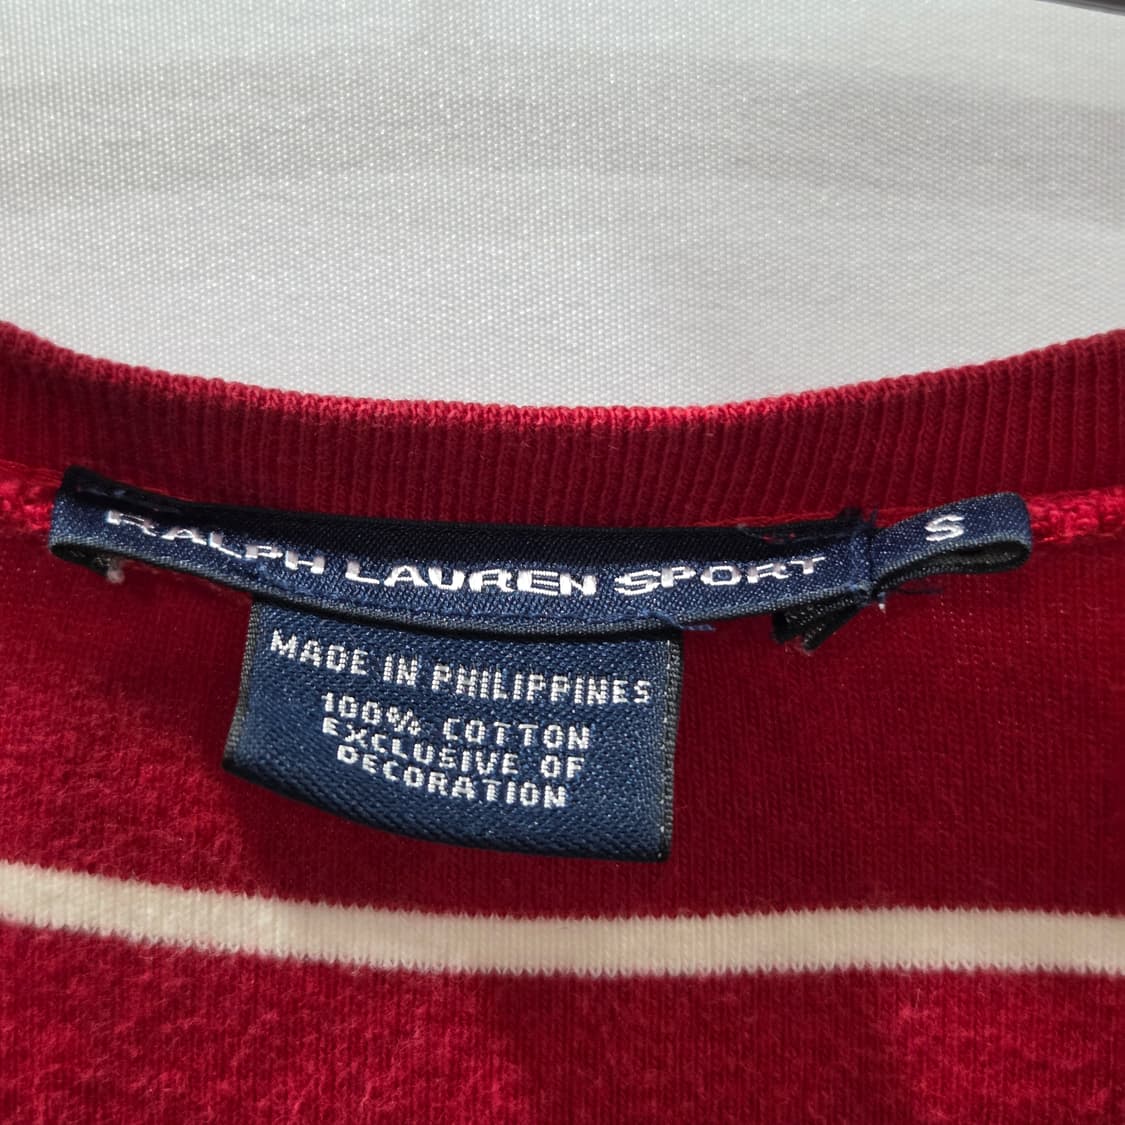 RALPH LAUREN SPORT
S
MADE IN PHILIPPINES
100% COTTON
EXCLUSIVE OF
DECORATION